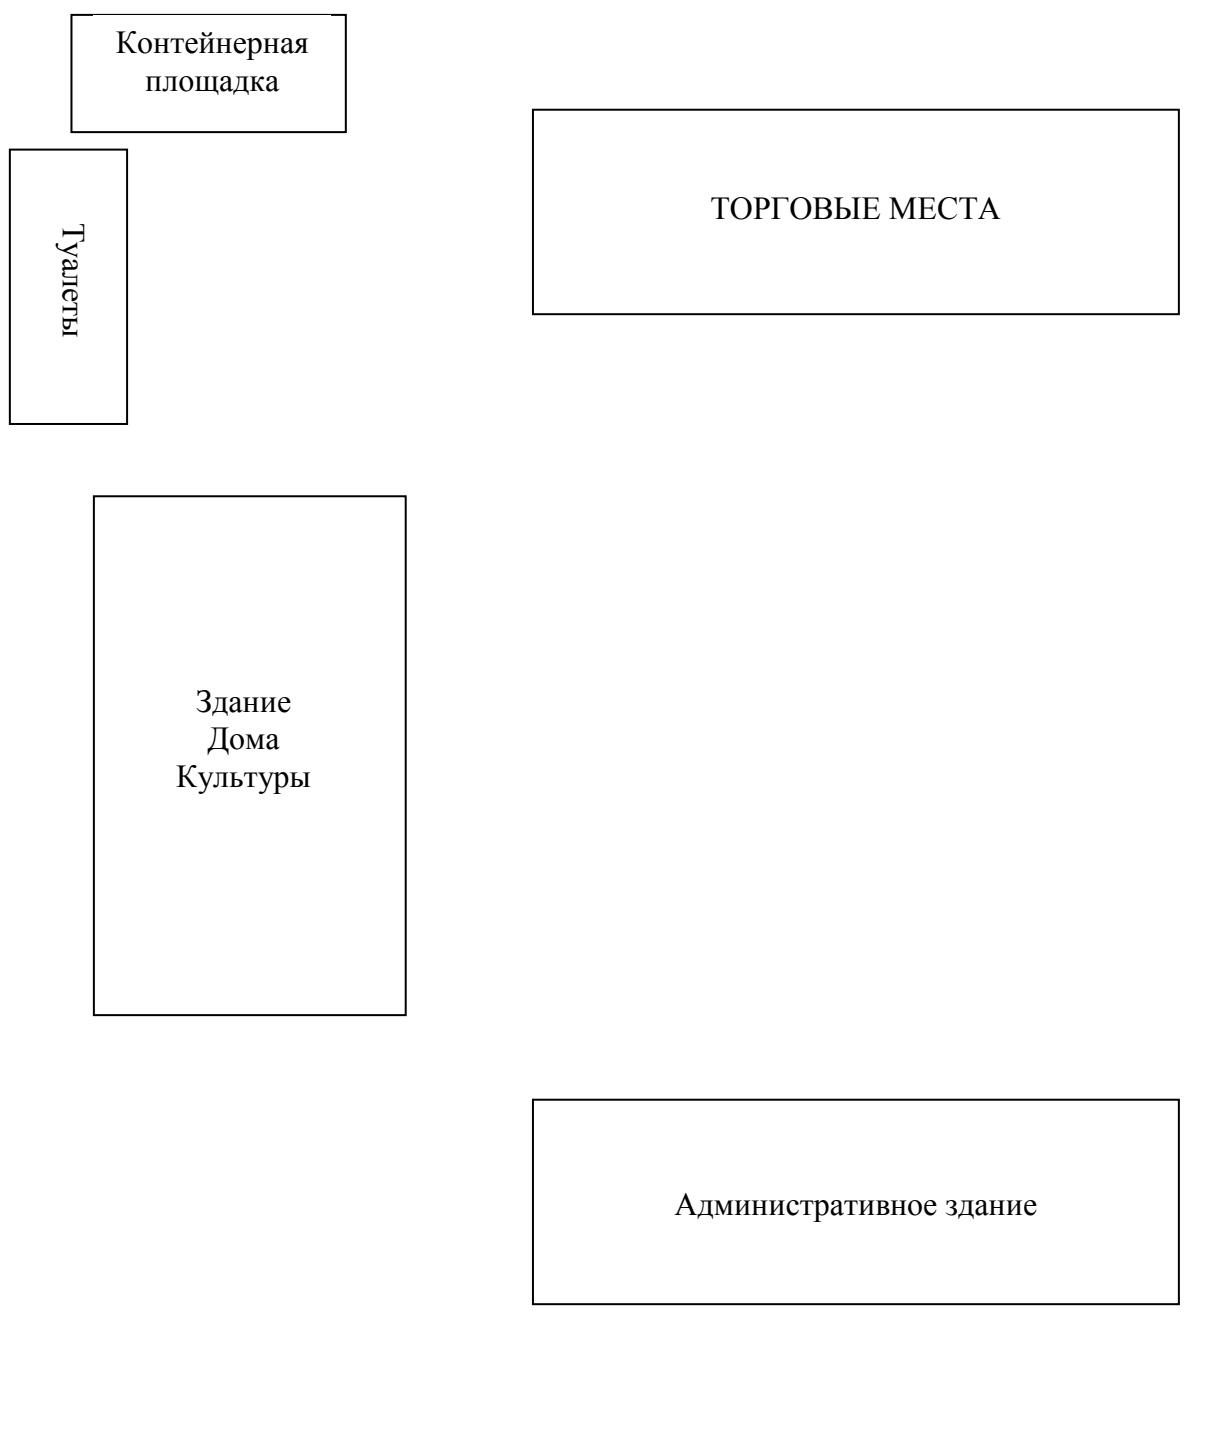 Контейнерная
площадка
ТОРГОВЫЕ МЕСТА
Туалеты
Здание
Дома
Культуры
Административное здание